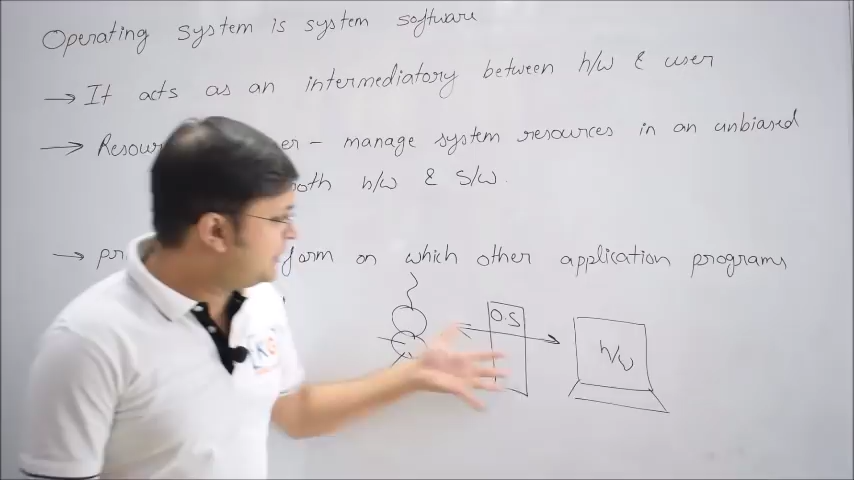 Operating system is system software
→ It acts as an intermediatory between h/w & user
→ Resour er - manage system resources in an unbiased
both h/w & S/w.
→ pr form on which other application programs
O.S
h/w